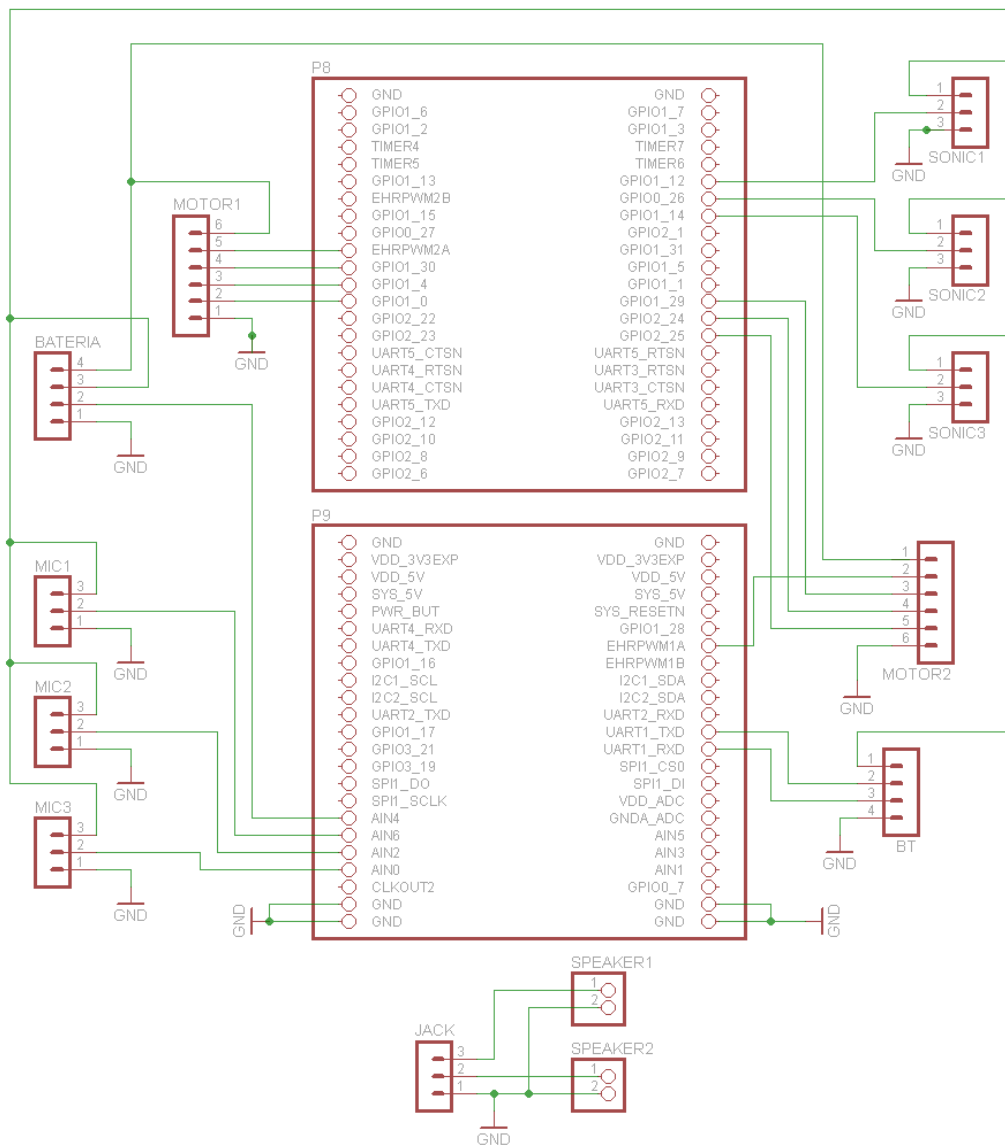 P8
GND GND
GPIO1_6 GPIO1_7
GPIO1_2 GPIO1_3
TIMER4 TIMER7
TIMER5 TIMER6
GPIO1_13 GPIO1_12
EHRPWM2B GPIO0_26
GPIO1_15 GPIO1_14
GPIO0_27 GPIO2_1
EHRPWM2A GPIO1_31
GPIO1_30 GPIO1_5
GPIO1_4 GPIO1_1
GPIO1_0 GPIO1_29
GPIO2_22 GPIO2_24
GPIO2_23 GPIO2_25
UART5_CTSN UART5_RTSN
UART4_RTSN UART3_RTSN
UART4_CTSN UART3_CTSN
UART5_TXD UART5_RXD
GPIO2_12 GPIO2_13
GPIO2_10 GPIO2_11
GPIO2_8 GPIO2_9
GPIO2_6 GPIO2_7
MOTOR1
6
5
4
3
2
1
GND
BATERIA
4
3
2
1
GND
1
2
3
SONIC1
GND
1
2
3
SONIC2
GND
1
2
3
SONIC3
GND
P9
GND GND
VDD_3V3EXP VDD_3V3EXP
VDD_5V VDD_5V
SYS_5V SYS_5V
PWR_BUT SYS_RESETN
UART4_RXD GPIO1_28
UART4_TXD EHRPWM1A
GPIO1_16 EHRPWM1B
I2C1_SCL I2C1_SDA
I2C2_SCL I2C2_SDA
UART2_TXD UART2_RXD
GPIO1_17 UART1_TXD
GPIO3_21 UART1_RXD
GPIO3_19 SPI1_CS0
SPI1_DO SPI1_DI
SPI1_SCLK VDD_ADC
AIN4 GNDA_ADC
AIN6 AIN5
AIN2 AIN3
AIN0 AIN1
CLKOUT2 GPIO0_7
GND GND
GND GND
GND
GND
MIC1
3
2
1
GND
MIC2
3
2
1
GND
MIC3
3
2
1
GND
1
2
3
4
5
6
MOTOR2
GND
1
2
3
4
BT
GND
SPEAKER1
1
2
JACK
3
2
1
SPEAKER2
1
2
GND